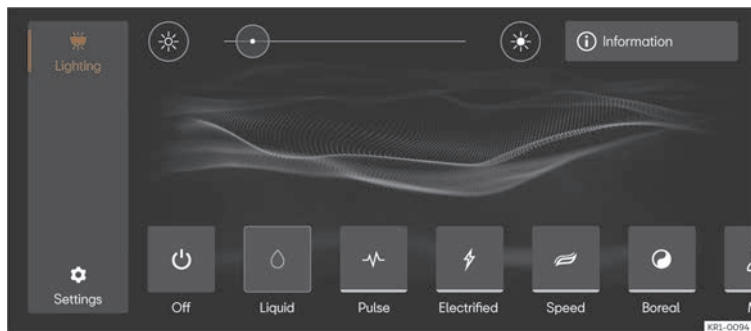 Lighting
Information
Settings
Off
Liquid
Pulse
Electrified
Speed
Boreal
KR1-0094